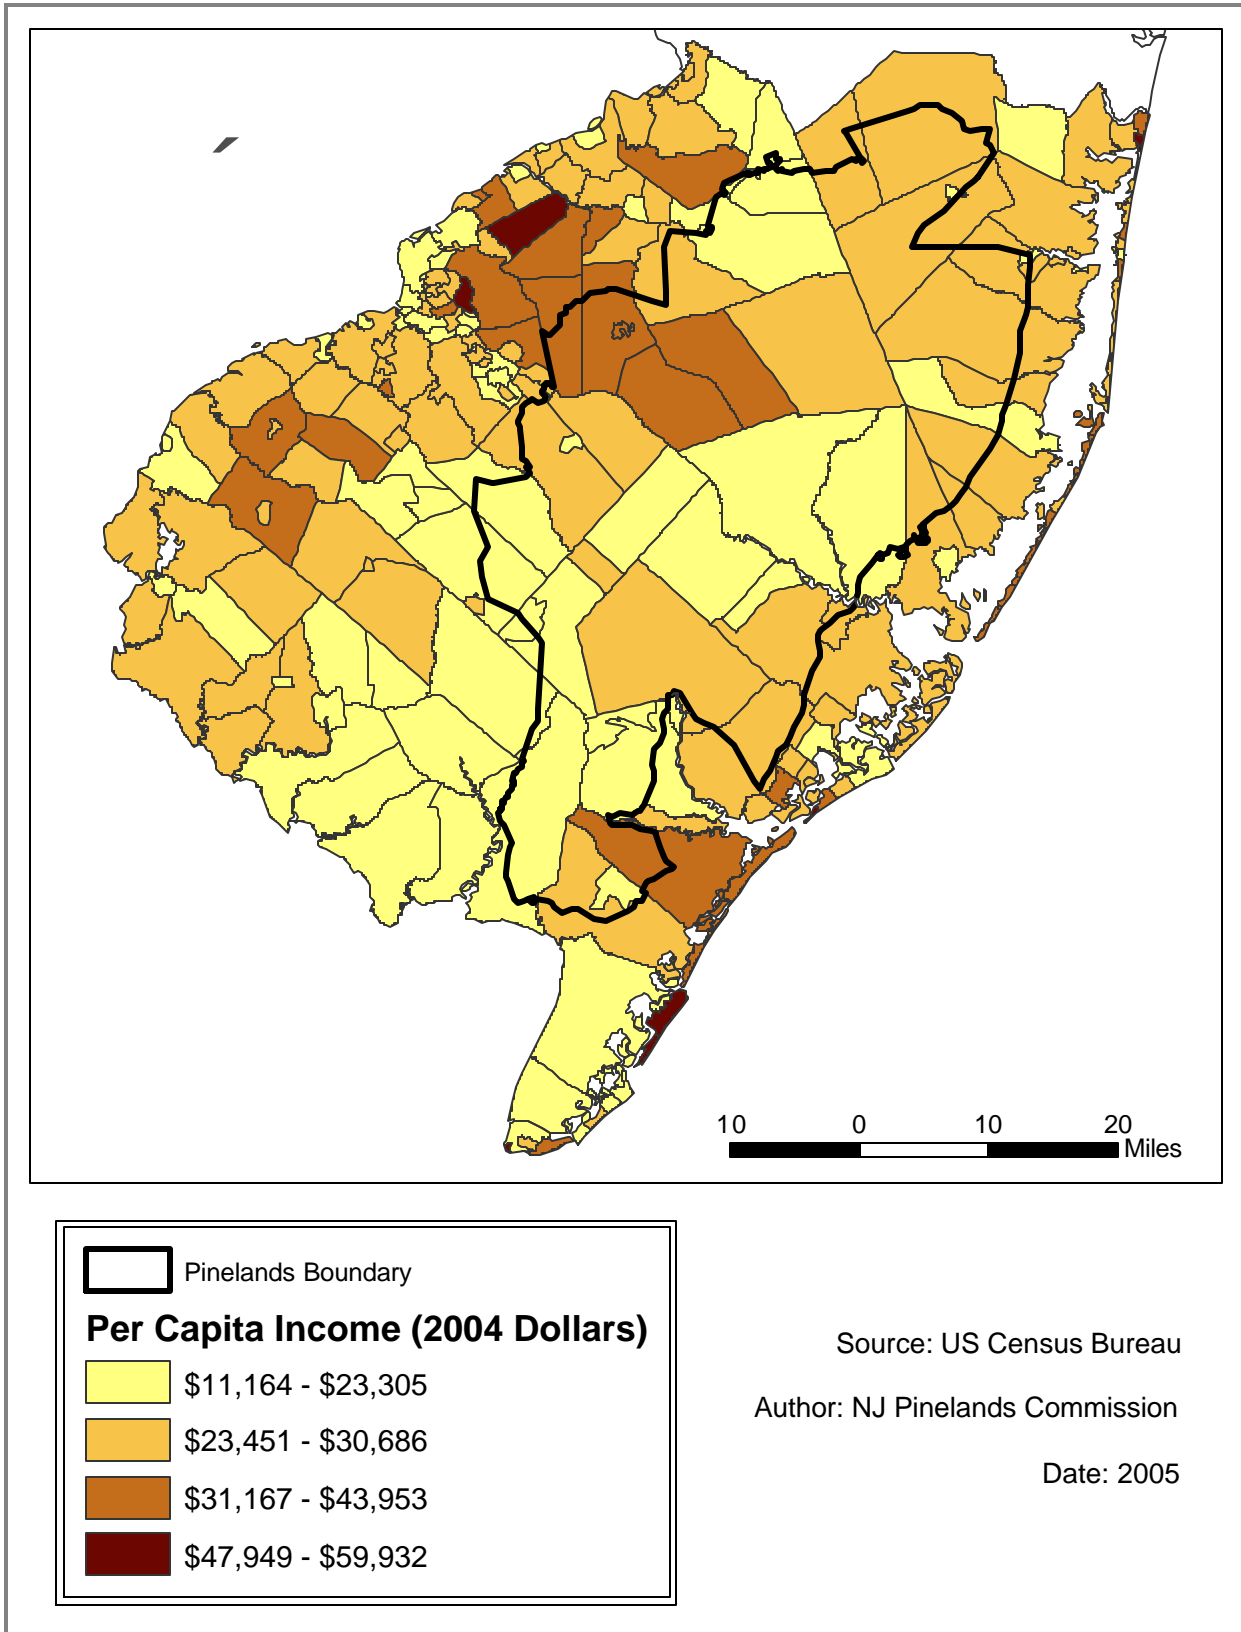 10 0 10 20
Miles
Pinelands Boundary
Per Capita Income (2004 Dollars)
$11,164 - $23,305
$23,451 - $30,686
$31,167 - $43,953
$47,949 - $59,932
Source: US Census Bureau
Author: NJ Pinelands Commission
Date: 2005